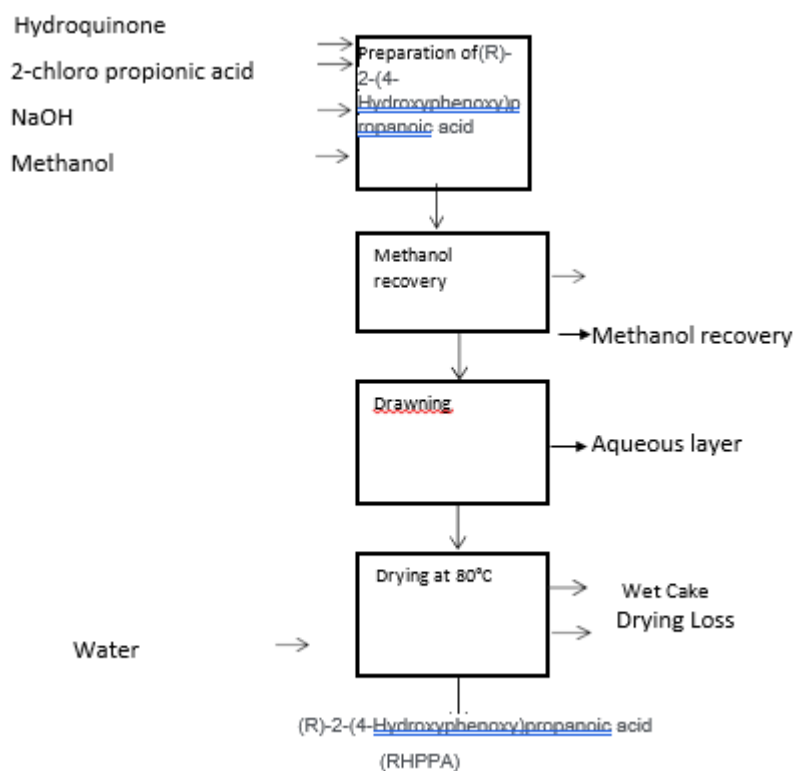 Hydroquinone
2-chloro propionic acid
NaOH
Methanol
Preparation of(R)-
2-(4-
Hydroxyphenoxy)p
ropanoic acid
Methanol
recovery
Methanol recovery
Drawning
Aqueous layer
Drying at 80°C
Wet Cake
Drying Loss
Water
(R)-2-(4-Hydroxyphenoxy)propanoic acid
(RHPPA)